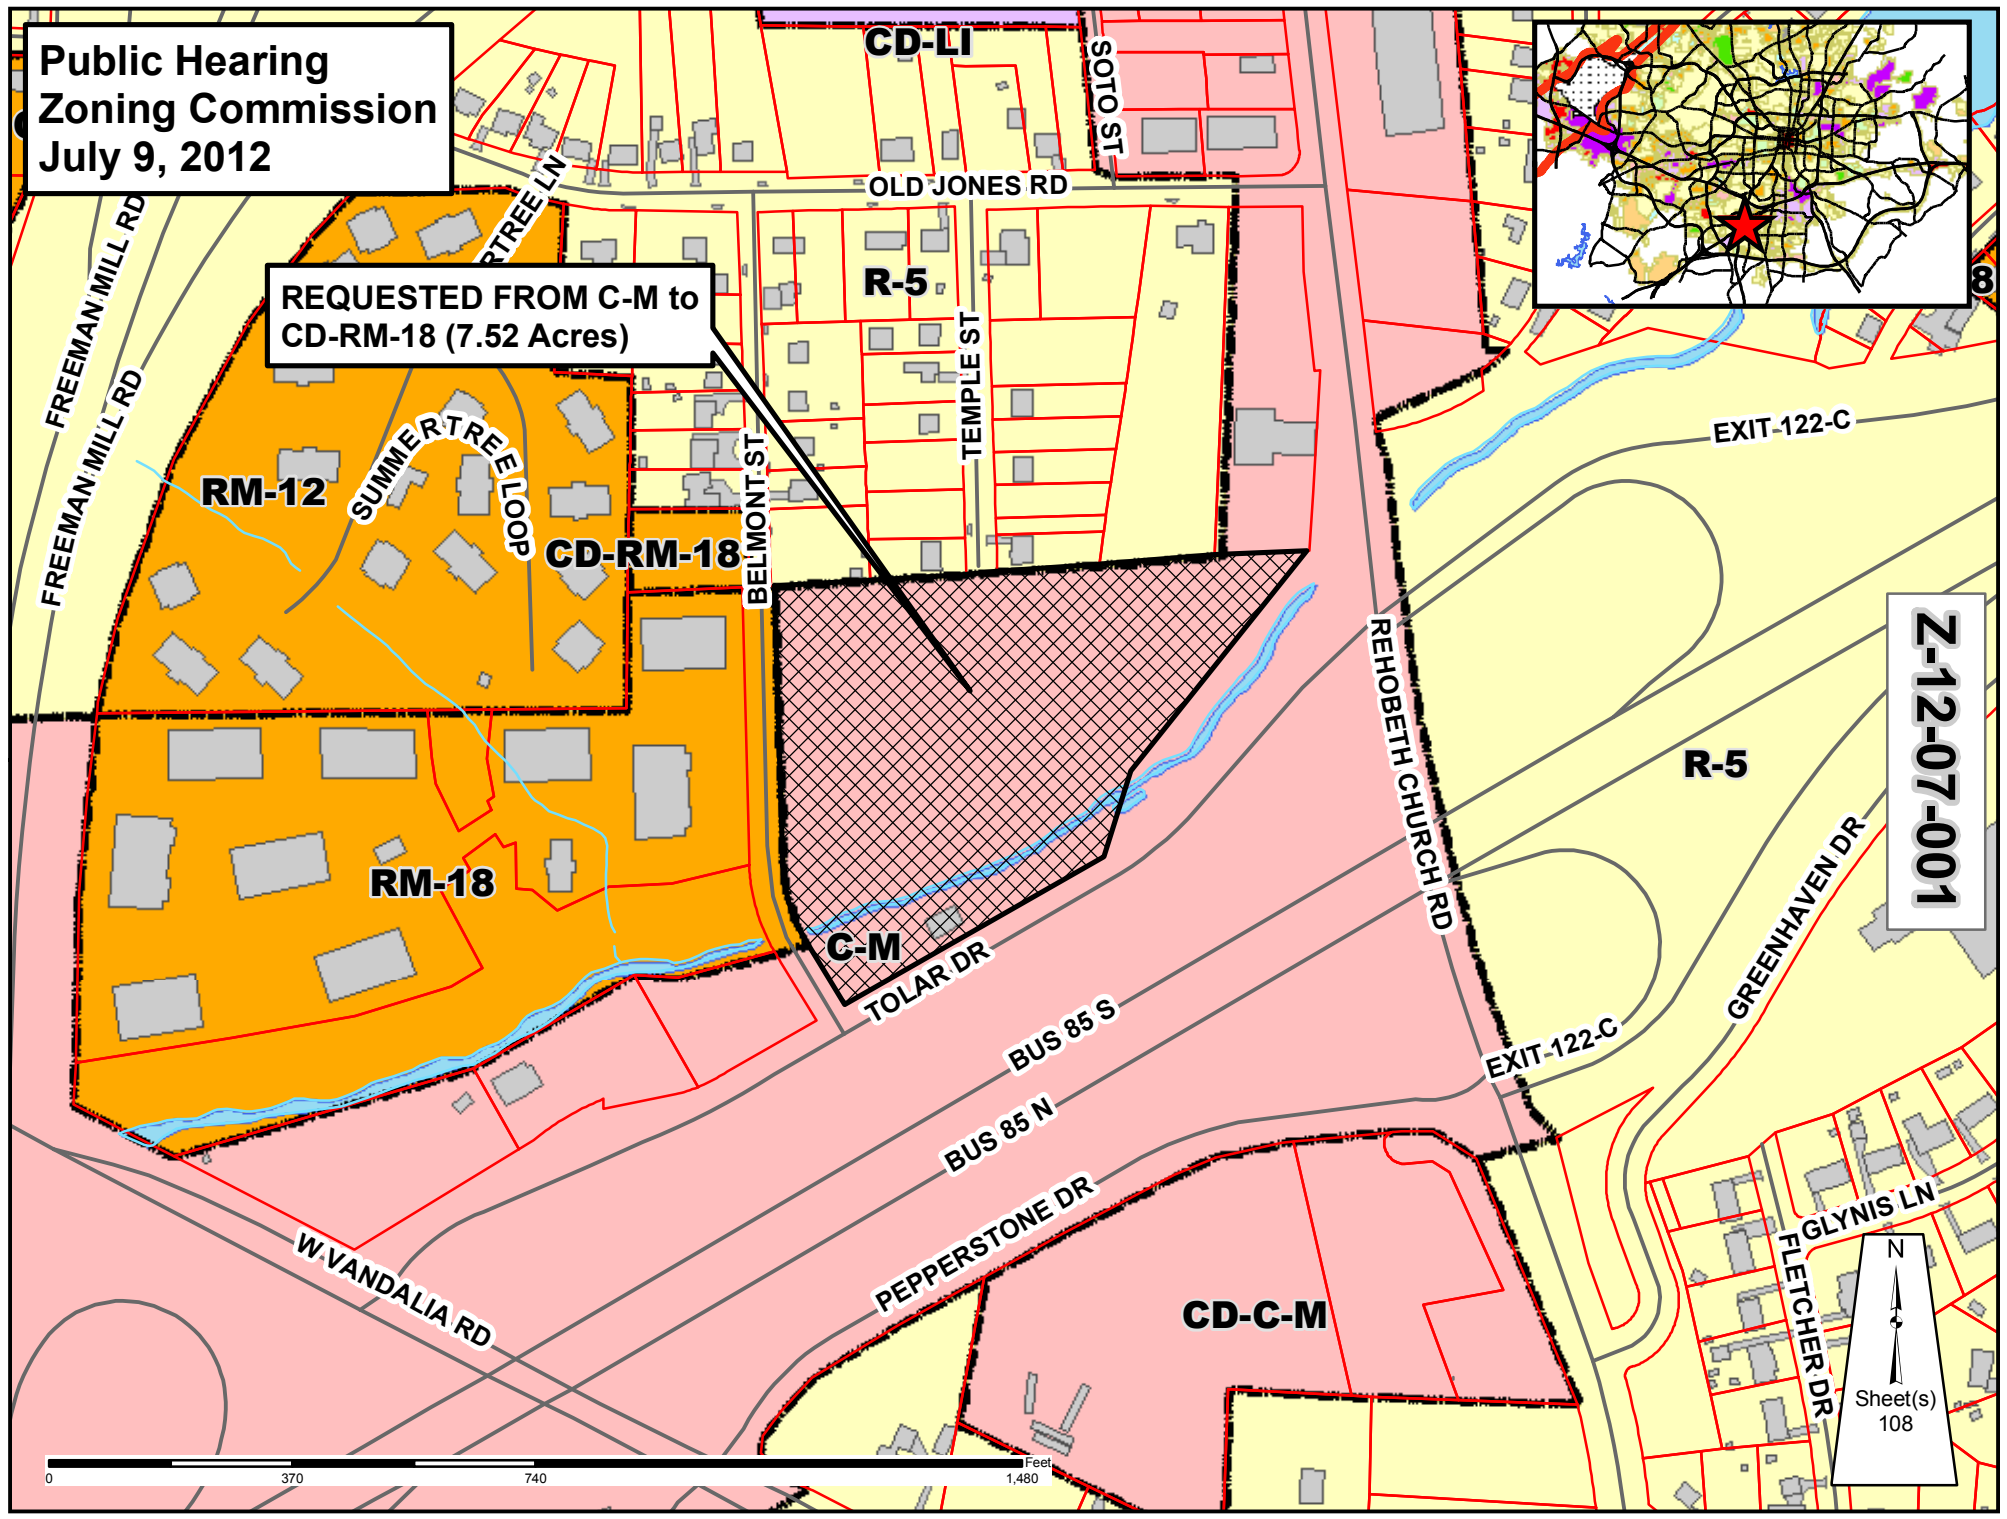 Public Hearing
Zoning Commission
July 9, 2012
CD-LI
SOTO ST
OLD JONES RD
FREEMAN MILL RD
RTREE LN
REQUESTED FROM C-M to
CD-RM-18 (7.52 Acres)
R-5
TEMPLE ST
8
FREEMAN MILL RD
EXIT 122-C
RM-12
SUMMERTREE LOOP
BELMONT ST
CD-RM-18
REHOBETH CHURCH RD
Z-12-07-001
R-5
RM-18
C-M
TOLAR DR
GREENHAVEN DR
BUS 85 S
EXIT 122-C
BUS 85 N
PEPPERSTONE DR
W VANDALIA RD
GLYNIS LN
FLETCHER DR
CD-C-M
N
Sheet(s)
108
0 370 740 1,480
Feet